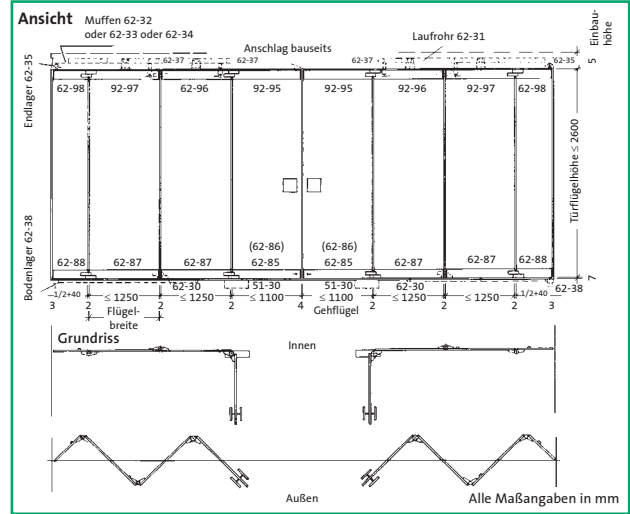 Ansicht
Muffen 62-32
oder 62-33 oder 62-34
Laufrohr 62-31
Einbau-
höhe
Anschlag bauseits
62-35
62-37
62-37
62-37
62-37
62-35
5
Endlager 62-35
62-98
92-97
62-96
92-95
92-95
92-96
92-97
62-98
Türflügelhöhe ≤ 2600
(62-86)
(62-86)
62-88
62-87
62-87
62-85
62-85
62-87
62-87
62-88
Bodenlager 62-38
7
62-30
51-30
51-30
62-30
62-38
1/2+40
≤ 1250
≤ 1250
≤ 1100
≤ 1100
≤ 1250
≤ 1250
1/2+40
3
2
2
2
4
2
2
2
3
Gehflügel
Flügel-
breite
Grundriss
Innen
Außen
Alle Maßangaben in mm